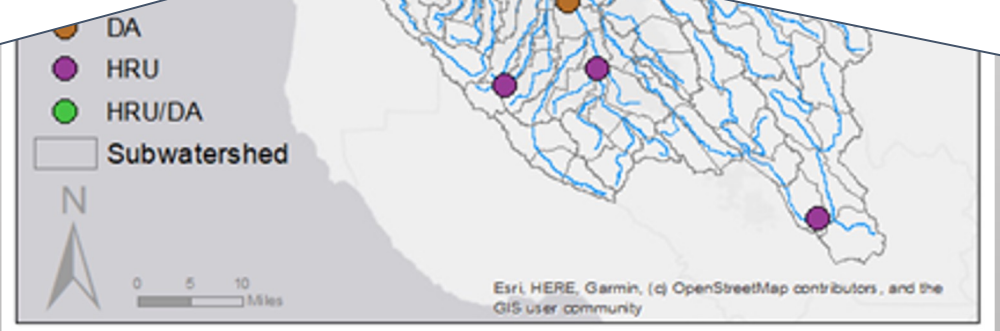 DA
HRU
HRU/DA
Subwatershed
N
0 5 10
Miles
Esri, HERE, Garmin, (c) OpenStreetMap contributors, and the
GIS user community